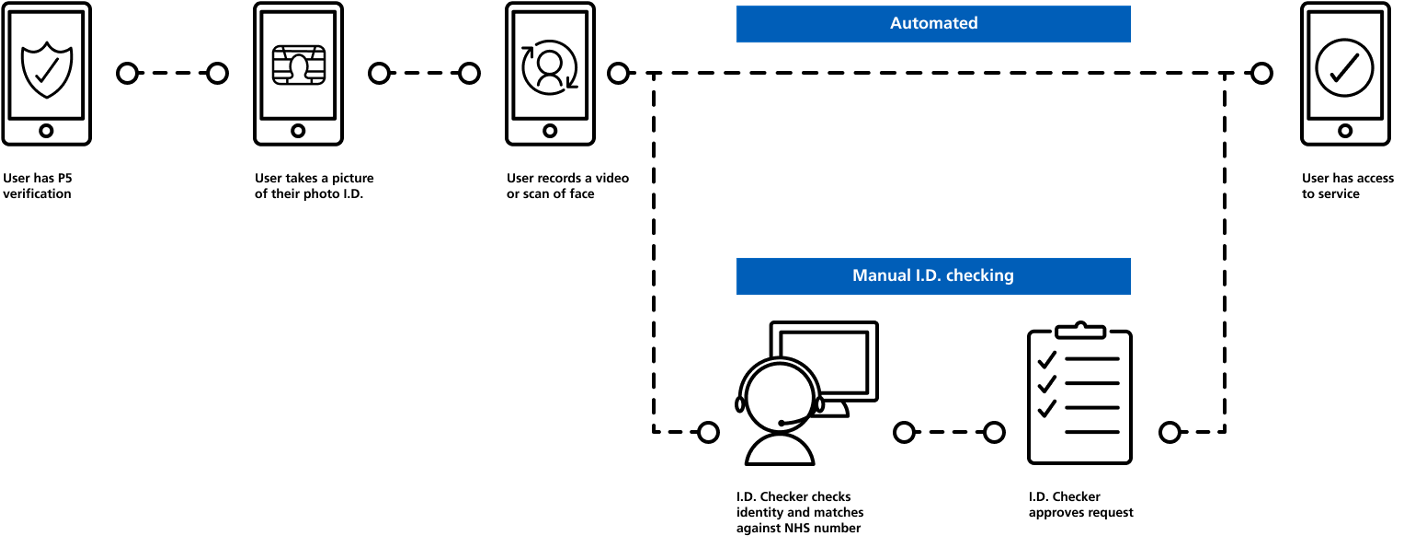 Automated
User has P5
verification
User takes a picture
of their photo I.D.
User records a video
or scan of face
User has access
to service
Manual I.D. checking
I.D. Checker checks
identity and matches
against NHS number
I.D. Checker
approves request